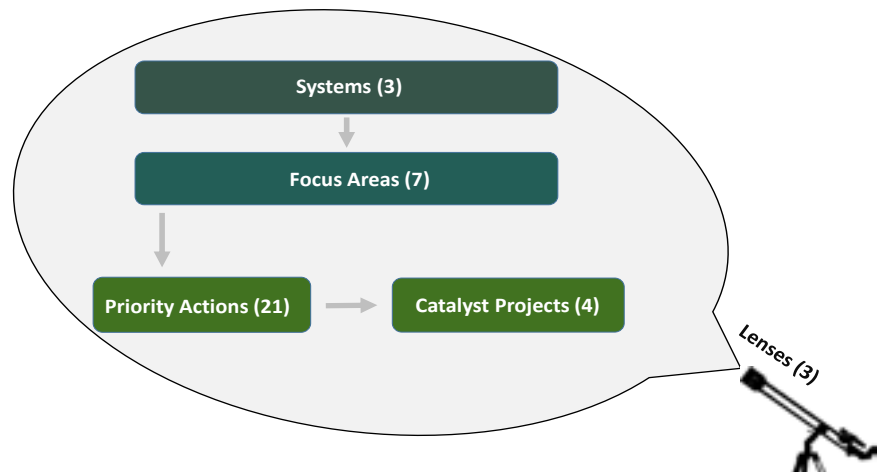 Systems (3)
Focus Areas (7)
Priority Actions (21)
Catalyst Projects (4)
Lenses (3)